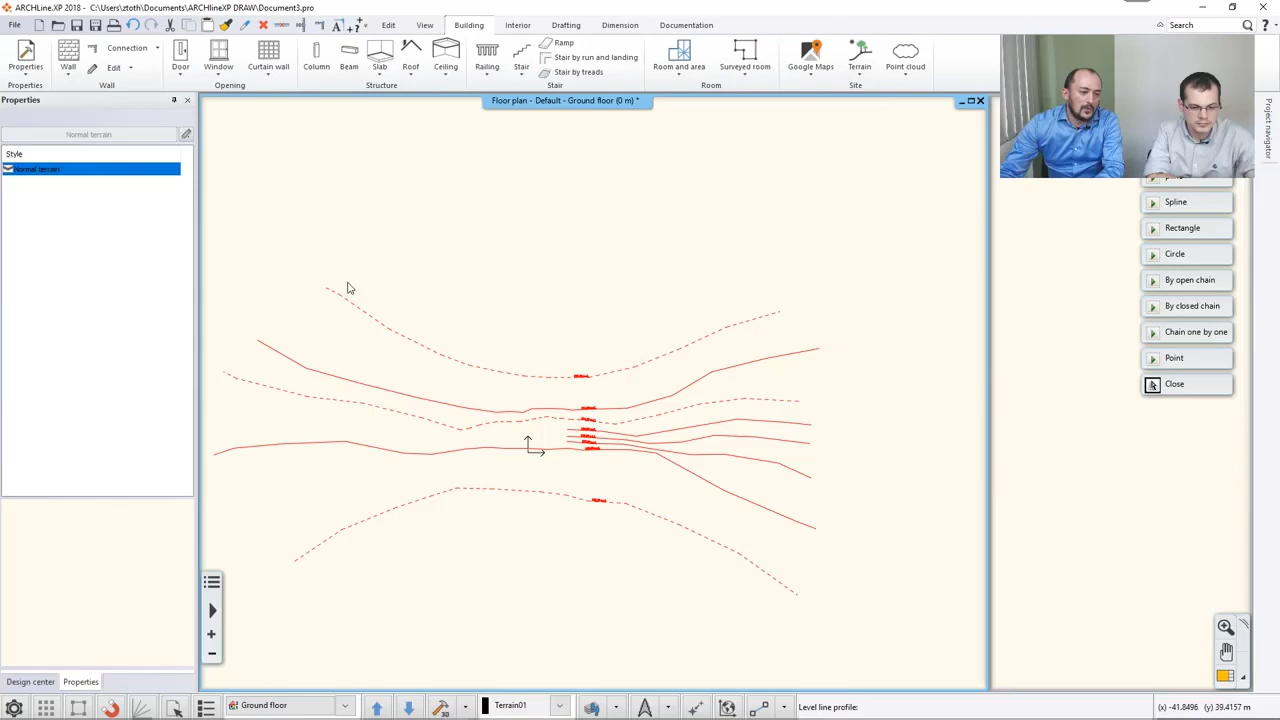 ARCHLine.XP 2018 - C:\Users\ztoth\Documents\ARCHlineXP DRAW\Document3.pro
File
Edit
View
Building
Interior
Drafting
Dimension
Documentation
Search
Properties
Wall
Connection
Edit
Door
Window
Curtain wall
Column
Beam
Slab
Roof
Ceiling
Railing
Stair
Ramp
Stair by run and landing
Stair by treads
Room and area
Surveyed room
Google Maps
Terrain
Point cloud
Properties
Wall
Opening
Structure
Stair
Room
Site
Properties
Floor plan - Default - Ground floor (0 m) *
Project navigator
Normal terrain
Style
Normal terrain
Spline
Rectangle
Circle
By open chain
By closed chain
Chain one by one
Point
Close
Design center
Properties
Ground floor
Terrain01
Level line profile:
(x) -41.8496 (y) 39.4157 m